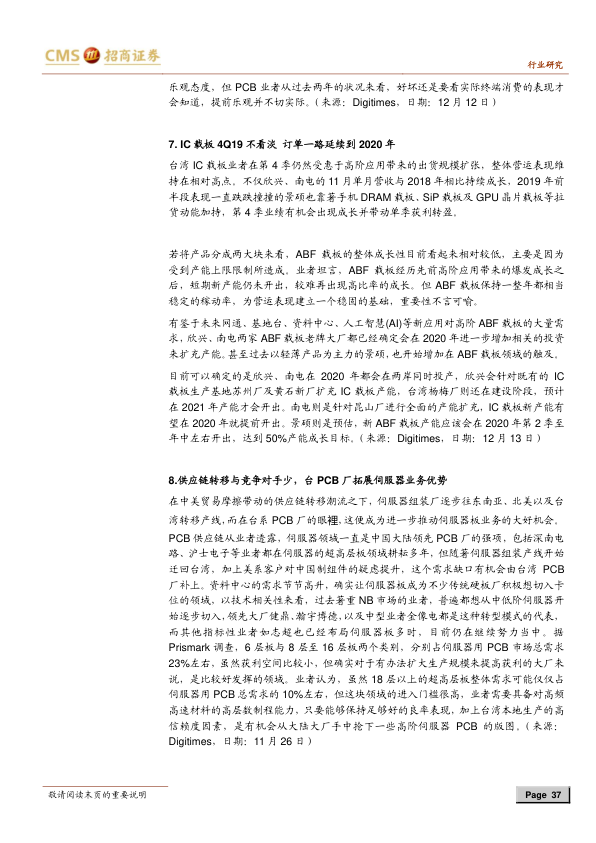 CMS 招商证券
行业研究
乐观态度，但 PCB 业者从过去两年的状况来看，好坏还是要看实际终端消费的表现才
会知道，提前乐观并不切实际。（来源：Digitimes，日期：12 月 12 日）
7. IC 载板 4Q19 不看淡 订单一路延续到 2020 年
台湾 IC 载板业者在第 4 季仍然受惠于高阶应用带来的出货规模扩张，整体营运表现维
持在相对高点。不仅欣兴、南电的 11 月单月营收与 2018 年相比持续成长，2019 年前
半段表现一直跌跌撞撞的景硕也靠著手机 DRAM 载板、SiP 载板及 GPU 晶片载板等拉
货动能加持，第 4 季业绩有机会出现成长并带动单季获利转盈。
若将产品分成两大块来看，ABF 载板的整体成长性目前看起来相对较低，主要是因为
受到产能上限限制所造成。业者坦言，ABF 载板经历先前高阶应用带来的爆发成长之
后，短期新产能仍未开出，较难再出现高比率的成长。但 ABF 载板保持一整年都相当
稳定的稼动率，为营运表现建立一个稳固的基础，重要性不言可喻。
有鉴于未来网通、基地台、资料中心、人工智慧(AI)等新应用对高阶 ABF 载板的大量需
求，欣兴、南电两家 ABF 载板老牌大厂都已经确定会在 2020 年进一步增加相关的投资
来扩充产能。甚至过去以轻薄产品为主力的景硕，也开始增加在 ABF 载板领域的触及。
目前可以确定的是欣兴、南电在 2020 年都会在两岸同时投产，欣兴会针对既有的 IC
载板生产基地苏州厂及黄石新厂扩充 IC 载板产能，台湾杨梅厂则还在建设阶段，预计
在 2021 年产能才会开出。南电则是针对昆山厂进行全面的产能扩充，IC 载板新产能有
望在 2020 年就提前开出。景硕则是预估，新 ABF 载板产能应该会在 2020 年第 2 季至
年中左右开出，达到 50%产能成长目标。（来源：Digitimes，日期：12 月 13 日）
8.供应链转移与竞争对手少，台 PCB 厂拓展伺服器业务优势
在中美贸易摩擦带动的供应链转移潮流之下，伺服器组装厂逐步往东南亚、北美以及台
湾转移产线，而在台系 PCB 厂的眼裡，这便成为进一步推动伺服器板业务的大好机会。
PCB 供应链从业者透露，伺服器领域一直是中国大陆领先 PCB 厂的强项，包括深南电
路、沪士电子等业者都在伺服器的超高层板领域耕耘多年，但随著伺服器组装产线开始
迁回台湾，加上美系客户对中国制组件的疑虑提升，这个需求缺口有机会由台湾 PCB
厂补上。资料中心的需求节节高升，确实让伺服器板成为不少传统硬板厂积极想切入卡
位的领域，以技术相关性来看，过去著重 NB 市场的业者，普遍都想从中低阶伺服器开
始逐步切入，领先大厂健鼎、瀚宇博德，以及中型业者金像电都是这种转型模式的代表，
而其他指标性业者如志超也已经布局伺服器板多时，目前仍在继续努力当中。据
Prismark 调查，6 层板与 8 层至 16 层板两个类别，分别占伺服器用 PCB 市场总需求
23%左右，虽然获利空间比较小，但确实对于有办法扩大生产规模来提高获利的大厂来
说，是比较好发挥的领域。业者认为，虽然 18 层以上的超高层板整体需求可能仅仅占
伺服器用 PCB 总需求的 10%左右，但这块领域的进入门槛很高，业者需要具备对高频
高速材料的高层数制程能力，只要能够保持足够好的良率表现，加上台湾本地生产的高
信赖度因素，是有机会从大陆大厂手中抢下一些高阶伺服器 PCB 的版图。（来源：
Digitimes，日期：11 月 26 日）
敬请阅读末页的重要说明
Page 37